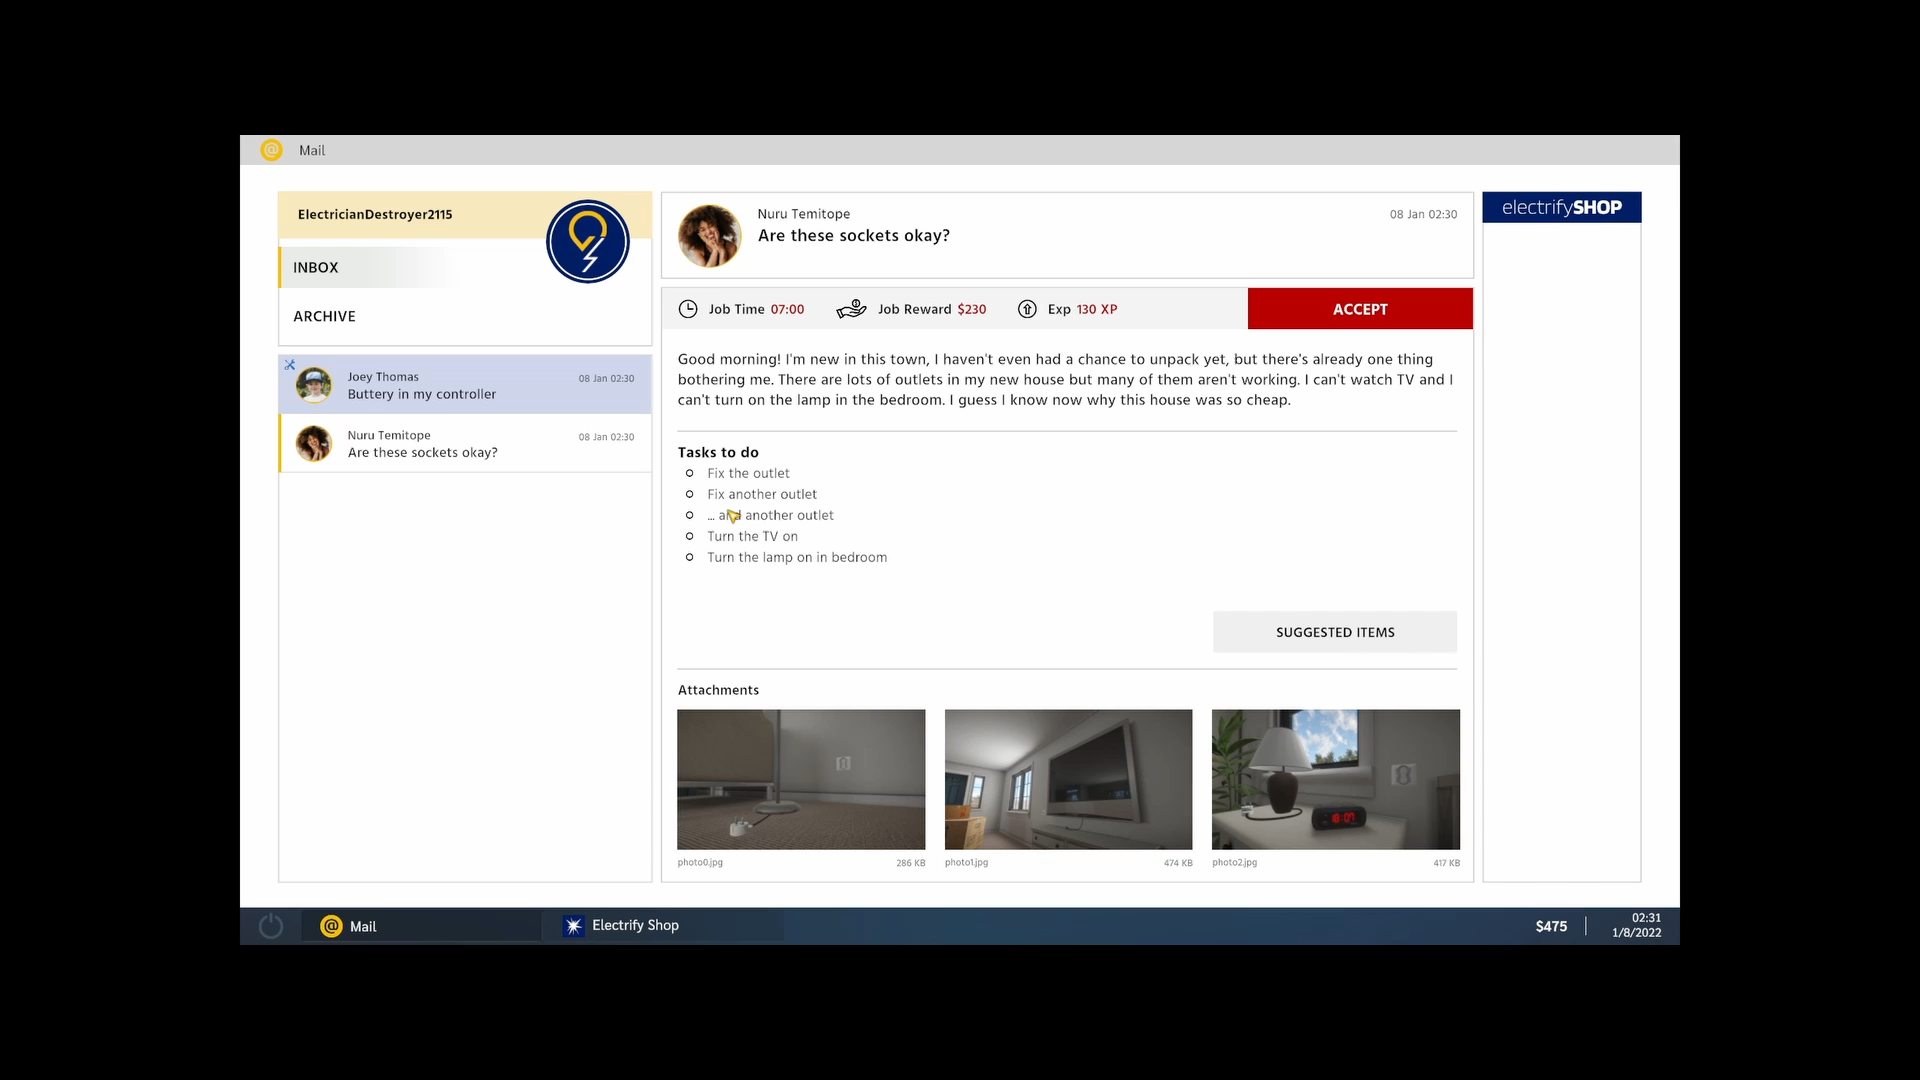 Mail
ElectricianDestroyer2115
INBOX
ARCHIVE
Joey Thomas
08 Jan 02:30
Buttery in my controller
Nuru Temitope
08 Jan 02:30
Are these sockets okay?
Nuru Temitope
08 Jan 02:30
Are these sockets okay?
Job Time 07:00
Job Reward $230
Exp 130 XP
ACCEPT
Good morning! I'm new in this town, I haven't even had a chance to unpack yet, but there's already one thing
bothering me. There are lots of outlets in my new house but many of them aren't working. I can't watch TV and I
can't turn on the lamp in the bedroom. I guess I know now why this house was so cheap.
Tasks to do
Fix the outlet
Fix another outlet
... and another outlet
Turn the TV on
Turn the lamp on in bedroom
SUGGESTED ITEMS
Attachments
18:07
photo0.jpg
286 KB
photo1.jpg
474 KB
photo2.jpg
417 KB
electrifySHOP
Mail
Electrify Shop
$475
02:31
1/8/2022